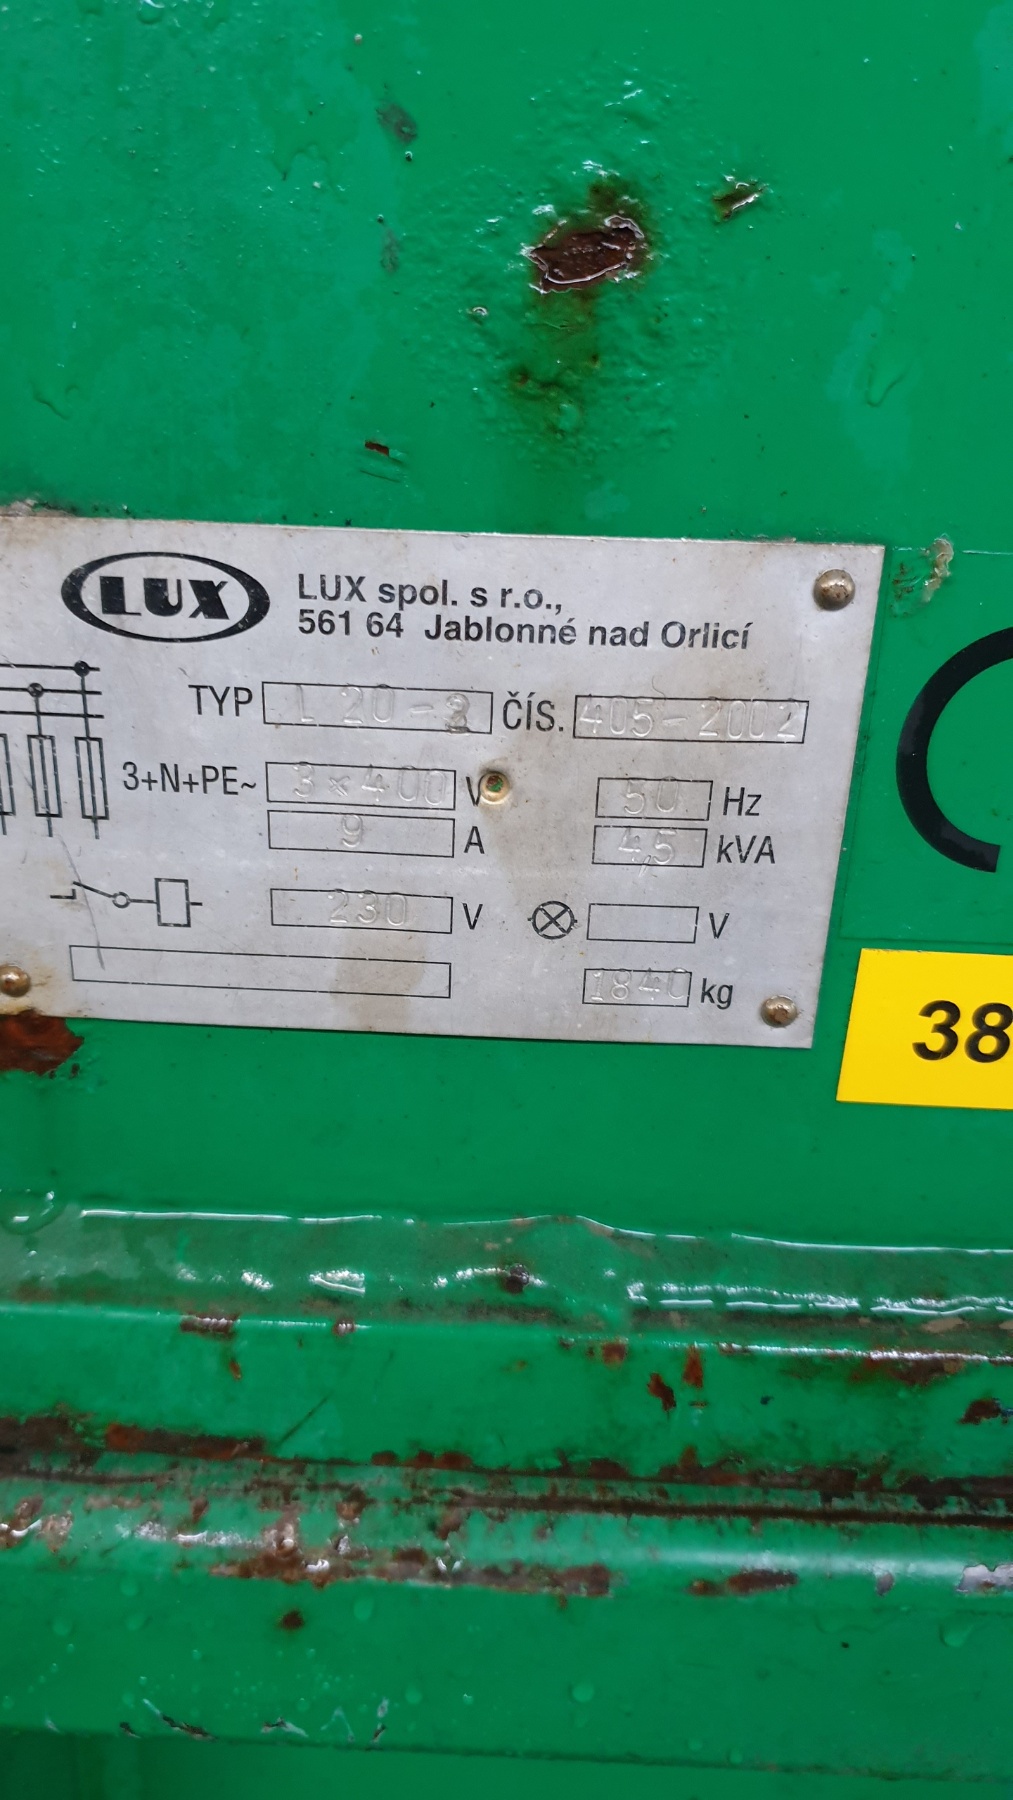 LUX
LUX spol. s r.o.,
561 64 Jablonné nad Orlicí
TYP L 20-2 ČÍS. 405-2002
3+N+PE~ 3×400 V 50 Hz
9 A 4,5 kVA
230 V V
1840 kg
38